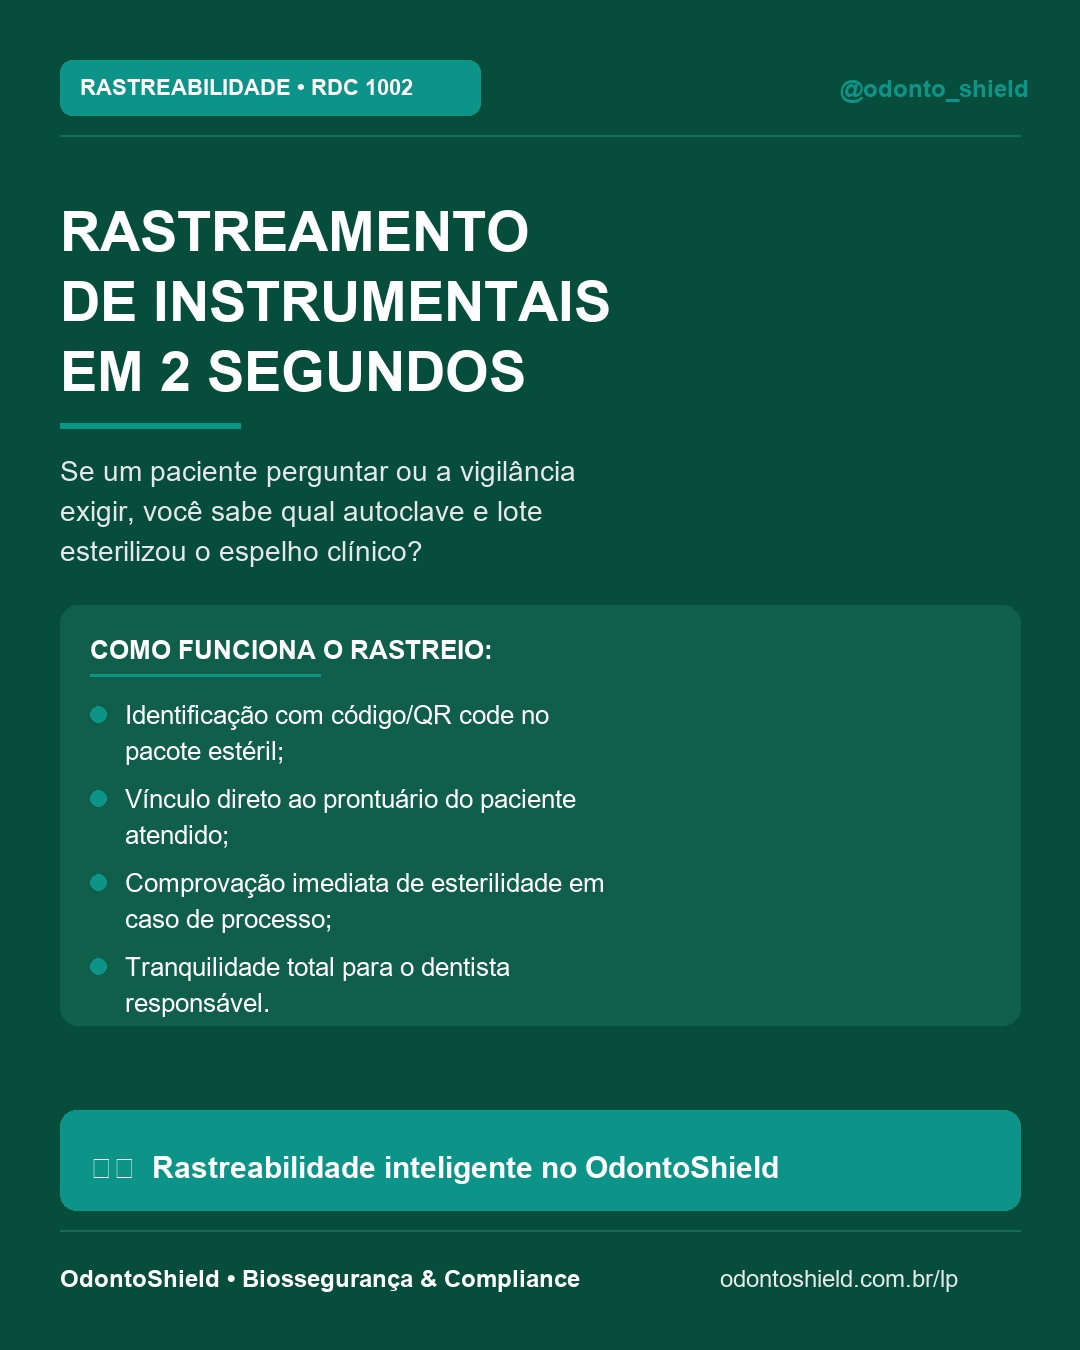 RASTREABILIDADE • RDC 1002
@odonto_shield
RASTREAMENTO
DE INSTRUMENTAIS
EM 2 SEGUNDOS
Se um paciente perguntar ou a vigilância
exigir, você sabe qual autoclave e lote
esterilizou o espelho clínico?
COMO FUNCIONA O RASTREIO:
Identificação com código/QR code no
pacote estéril;
Vínculo direto ao prontuário do paciente
atendido;
Comprovação imediata de esterilidade em
caso de processo;
Tranquilidade total para o dentista
responsável.
Rastreabilidade inteligente no OdontoShield
OdontoShield • Biossegurança & Compliance
odontoshield.com.br/lp